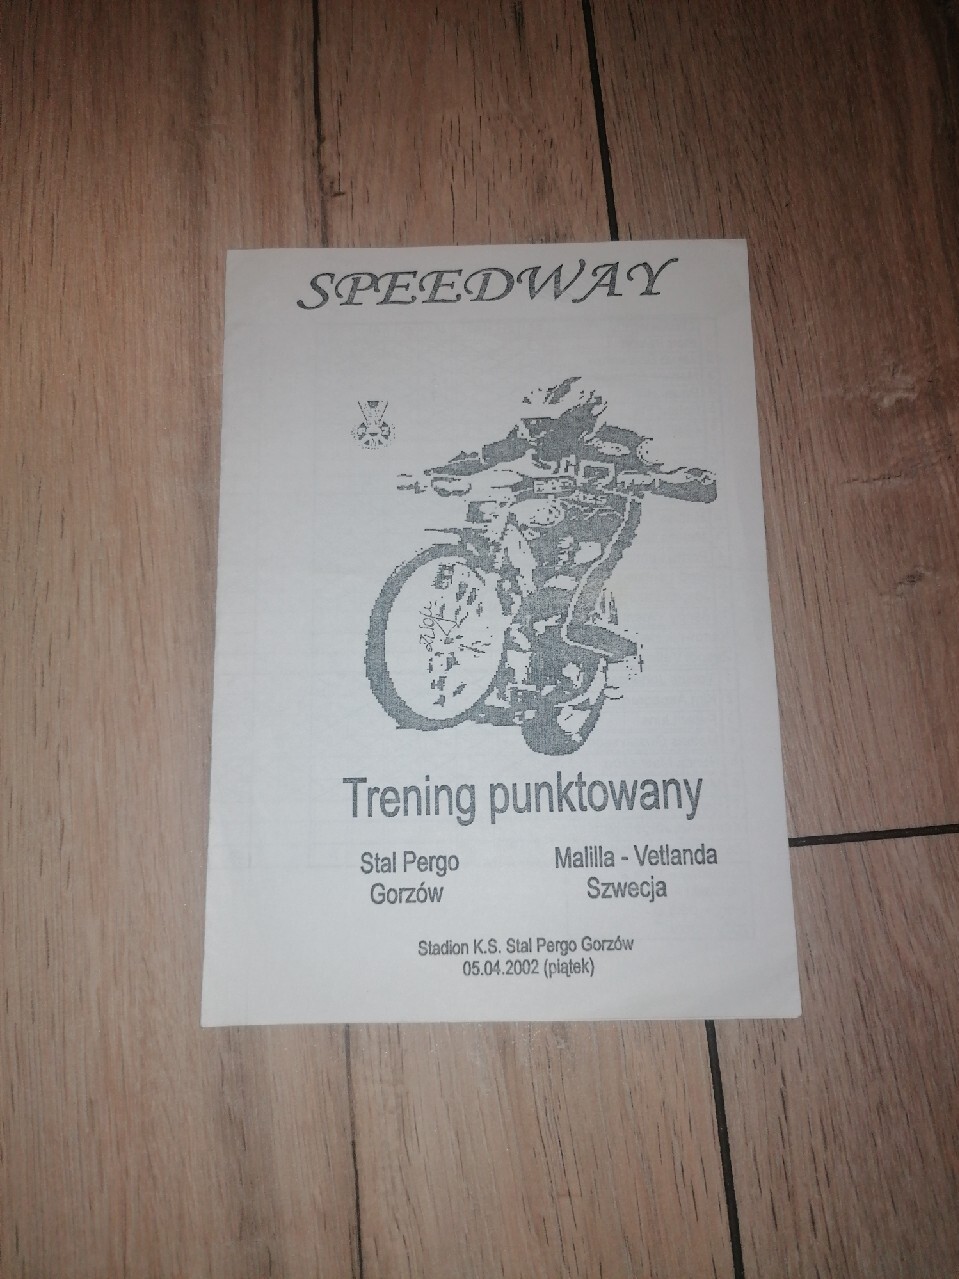 SPEEDWAY
Trening punktowany
Stal Pergo
Gorzów
Malilla - Vetlanda
Szwecja
Stadion K.S. Stal Pergo Gorzów
05.04.2002 (piątek)